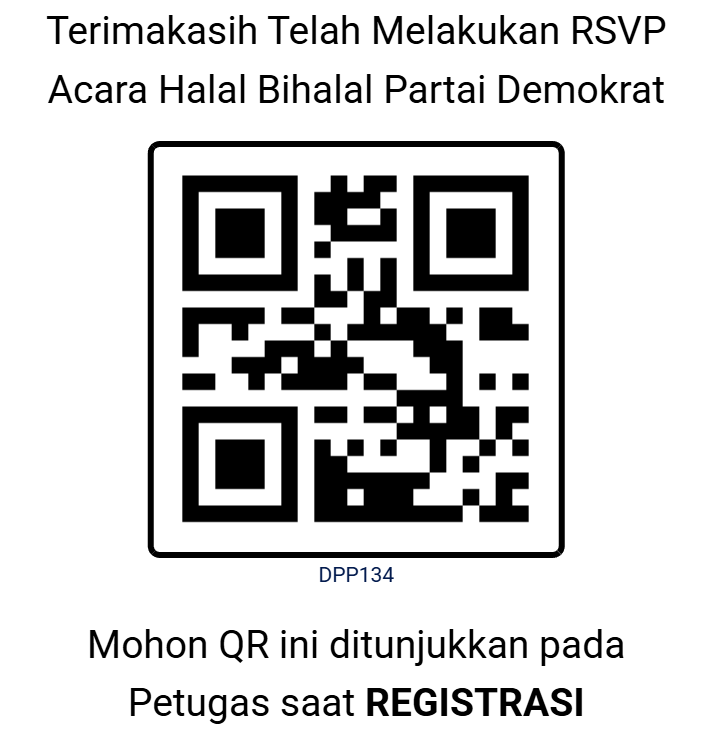 Terimakasih Telah Melakukan RSVP
Acara Halal Bihalal Partai Demokrat
DPP134
Mohon QR ini ditunjukkan pada
Petugas saat REGISTRASI